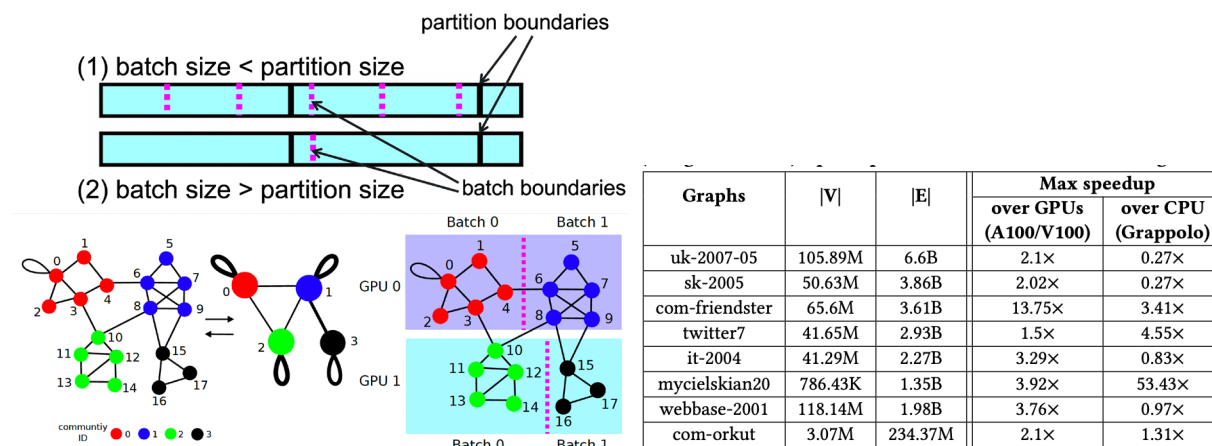 partition boundaries
(1) batch size < partition size
(2) batch size > partition size
batch boundaries
1
0
2
3
4
5
6
7
8
9
10
11
12
13
14
15
16
17
0
1
2
3
communtiy
ID
0
1
2
3
Batch 0
Batch 1
GPU 0
GPU 1
1
0
2
3
4
5
6
7
8
9
10
11
12
13
14
15
16
17
Batch 0
Batch 1
Graphs |V| |E| Max speedup
over GPUs over CPU
(A100/V100) (Grappolo)
uk-2007-05 105.89M 6.6B 2.1× 0.27×
sk-2005 50.63M 3.86B 2.02× 0.27×
com-friendster 65.6M 3.61B 13.75× 3.41×
twitter7 41.65M 2.93B 1.5× 4.55×
it-2004 41.29M 2.27B 3.29× 0.83×
mycielskian20 786.43K 1.35B 3.92× 53.43×
webbase-2001 118.14M 1.98B 3.76× 0.97×
com-orkut 3.07M 234.37M 2.1× 1.31×